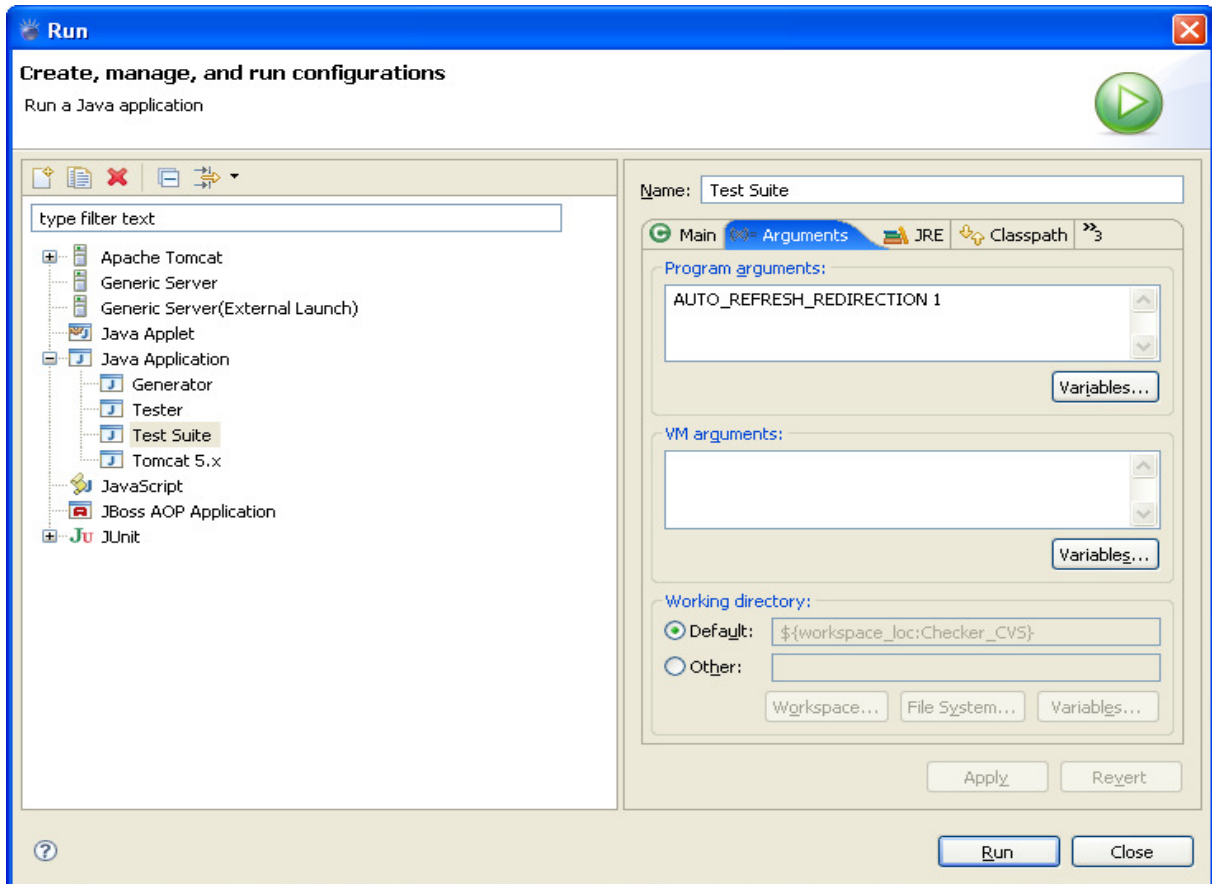 Run
Create, manage, and run configurations
Run a Java application
type filter text
Apache Tomcat
Generic Server
Generic Server(External Launch)
Java Applet
Java Application
Generator
Tester
Test Suite
Tomcat 5.x
JavaScript
JBoss AOP Application
JUnit
Name: Test Suite
Main Arguments JRE Classpath »3
Program arguments:
AUTO_REFRESH_REDIRECTION 1
Variables...
VM arguments:
Variables...
Working directory:
Default: ${workspace_loc:Checker_CVS}
Other:
Workspace... File System... Variables...
Apply Revert
Run Close